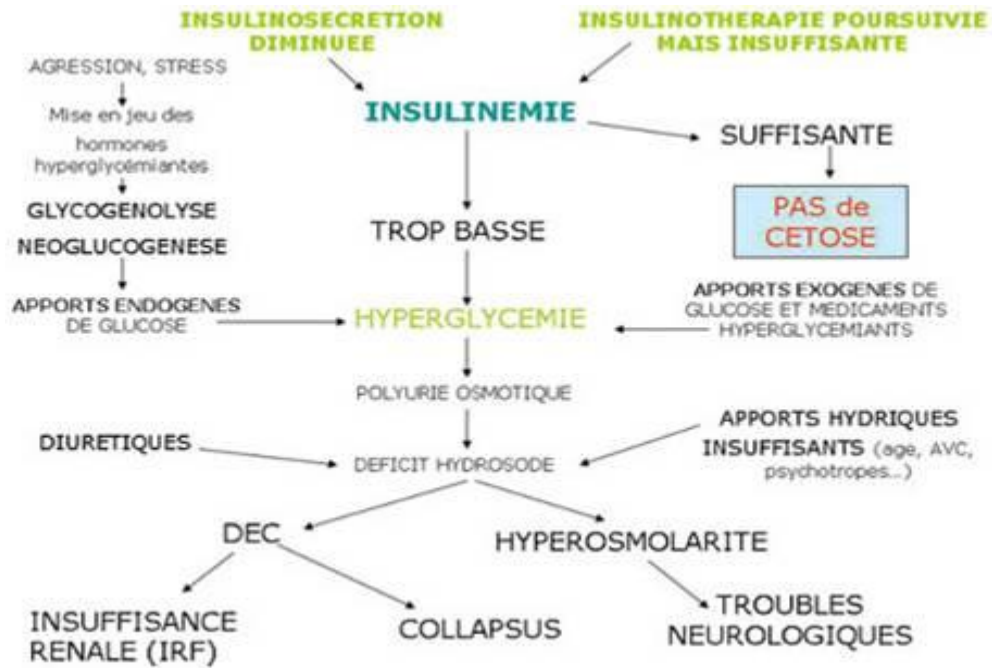 INSULINOSECRETION
DIMINUEE
INSULINOTHERAPIE POURSUIVIE
MAIS INSUFFISANTE
AGRESSION, STRESS
Mise en jeu des
hormones
hyperglycémiantes
GLYCOGENOLYSE
NEOGLUCOGENESE
APPORTS ENDOGENES
DE GLUCOSE
INSULINEMIE
SUFFISANTE
PAS de
CETOSE
TROP BASSE
HYPERGLYCEMIE
APPORTS EXOGENES DE
GLUCOSE ET MEDICAMENTS
HYPERGLYCEMIANTS
POLYURIE OSMOTIQUE
DIURETIQUES
DEFICIT HYDROSODE
APPORTS HYDRIQUES
INSUFFISANTS (age, AVC,
psychotropes...)
DEC
HYPEROSMOLARITE
INSUFFISANCE
RENALE (IRF)
COLLAPSUS
TROUBLES
NEUROLOGIQUES